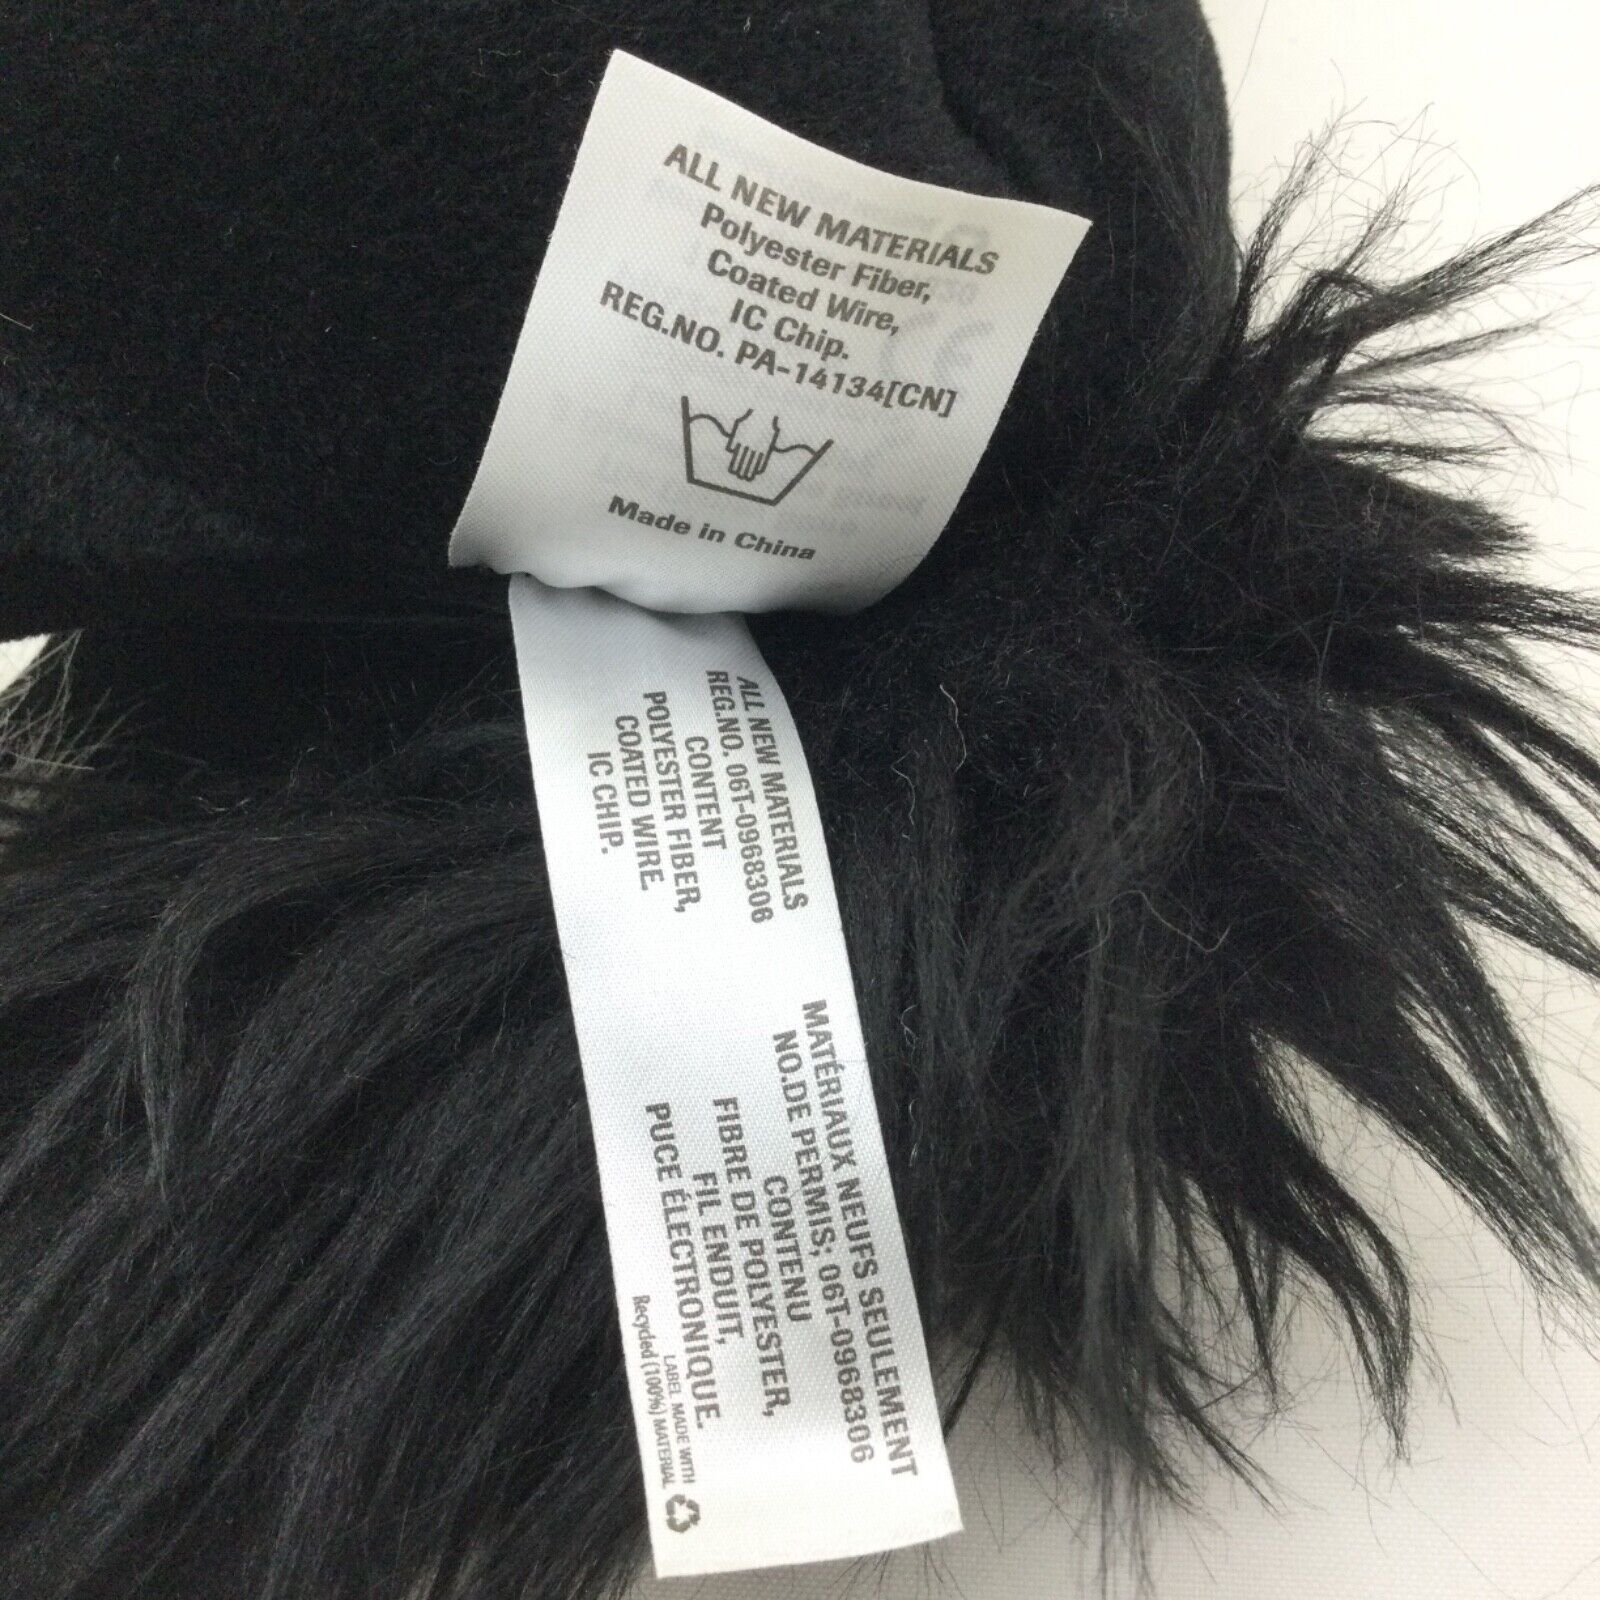 ALL NEW MATERIALS
Polyester Fiber,
Coated Wire,
IC Chip.
REG.NO. PA-14134[CN]
Made in China
ALL NEW MATERIALS
REG.NO. 06T-0968306
CONTENT
POLYESTER FIBER,
COATED WIRE.
IC CHIP.
MATÉRIAUX NEUFS SEULEMENT
NO.DE PERMIS; 06T-0968306
CONTENU
FIBRE DE POLYESTER,
FIL ENDUIT,
PUCE ÉLECTRONIQUE.
LABEL MADE WITH
Recycled (100%) MATERIAL